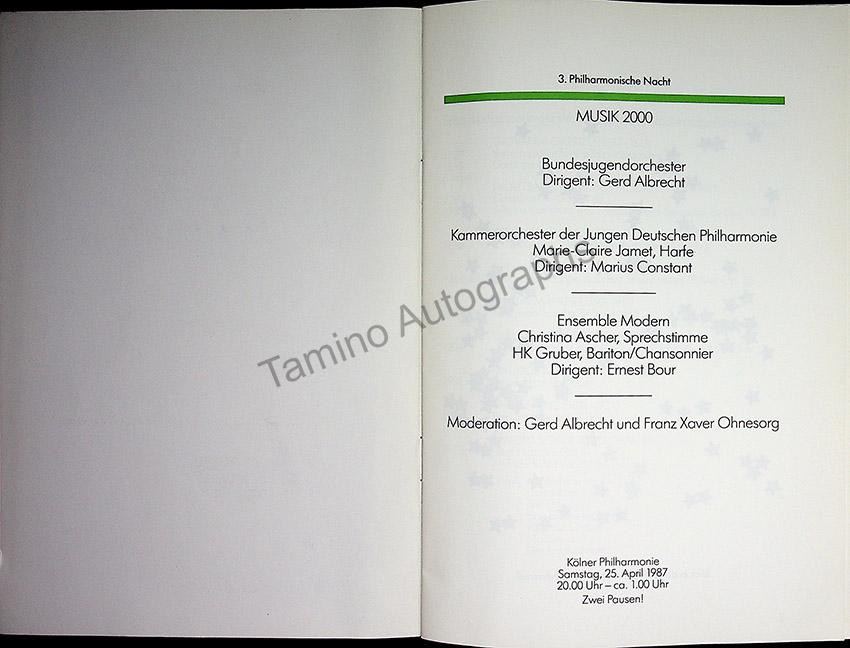 3. Philharmonische Nacht
MUSIK 2000
Bundesjugendorchester
Dirigent: Gerd Albrecht
Kammerorchester der Jungen Deutschen Philharmonie
Marie-Claire Jamet, Harfe
Dirigent: Marius Constant
Ensemble Modern
Christina Ascher, Sprechstimme
HK Gruber, Bariton/Chansonnier
Dirigent: Ernest Bour
Moderation: Gerd Albrecht und Franz Xaver Ohnesorg
Kölner Philharmonie
Samstag, 25. April 1987
20.00 Uhr – ca. 1.00 Uhr
Zwei Pausen!
Tamino Autographs